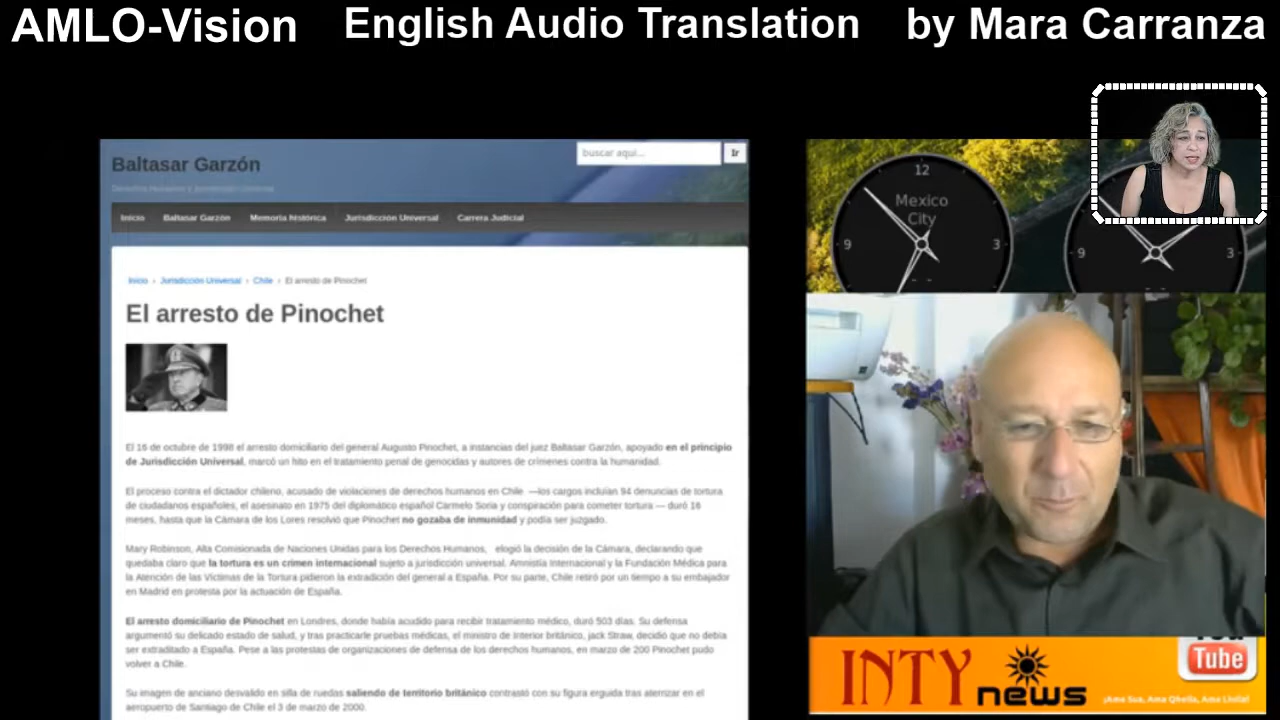 AMLO-Vision English Audio Translation by Mara Carranza
Baltasar Garzón
buscar aqui...
Ir
Derechos Humanos y Jurisdicción Universal
Inicio Baltasar Garzón Memoria histórica Jurisdicción Universal Carrera Judicial
Inicio › Jurisdicción Universal › Chile › El arresto de Pinochet
El arresto de Pinochet
El 16 de octubre de 1998 el arresto domiciliario del general Augusto Pinochet, a instancias del juez Baltasar Garzón, apoyado en el principio
de Jurisdicción Universal, marcó un hito en el tratamiento penal de genocidas y autores de crímenes contra la humanidad.
El proceso contra el dictador chileno, acusado de violaciones de derechos humanos en Chile —los cargos incluían 94 denuncias de tortura
de ciudadanos españoles, el asesinato en 1975 del diplomático español Carmelo Soria y conspiración para cometer tortura — duró 16
meses, hasta que la Cámara de los Lores resolvió que Pinochet no gozaba de inmunidad y podía ser juzgado.
Mary Robinson, Alta Comisionada de Naciones Unidas para los Derechos Humanos, elogió la decisión de la Cámara, declarando que
quedaba claro que la tortura es un crimen internacional sujeto a jurisdicción universal. Amnistía Internacional y la Fundación Médica para
la Atención de las Víctimas de la Tortura pidieron la extradición del general a España. Por su parte, Chile retiró por un tiempo a su embajador
en Madrid en protesta por la actuación de España.
El arresto domiciliario de Pinochet en Londres, donde había acudido para recibir tratamiento médico, duró 503 días. Su defensa
argumentó su delicado estado de salud, y tras practicarle pruebas médicas, el ministro de Interior británico, jack Straw, decidió que no debía
ser extraditado a España. Pese a las protestas de organizaciones de defensa de los derechos humanos, en marzo de 200 Pinochet pudo
volver a Chile.
Su imagen de anciano desvalido en silla de ruedas saliendo de territorio británico contrastó con su figura erguida tras aterrizar en el
aeropuerto de Santiago de Chile el 3 de marzo de 2000.
12
Mexico
City
9 3
9 3
You
Tube
INTY news
¡Ama Sua, Ama Qhella, Ama Llulla!